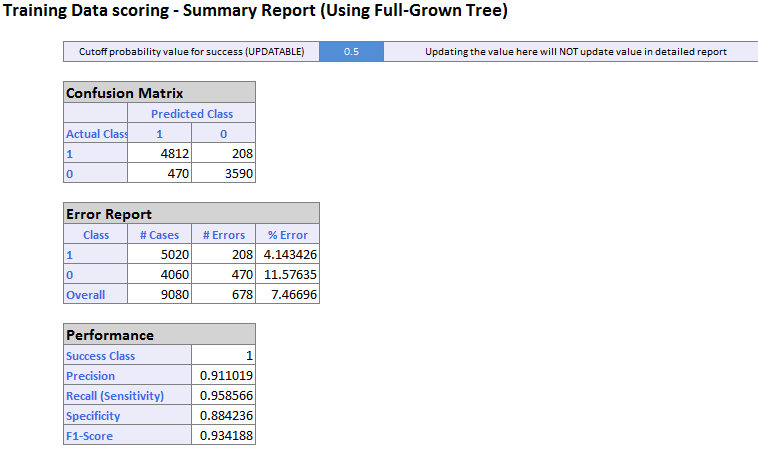 Training Data scoring - Summary Report (Using Full-Grown Tree)
Cutoff probability value for success (UPDATABLE) 0.5 Updating the value here will NOT update value in detailed report
Confusion Matrix
Predicted Class
Actual Class 1 0
1 4812 208
0 470 3590
Error Report
Class # Cases # Errors % Error
1 5020 208 4.143426
0 4060 470 11.57635
Overall 9080 678 7.46696
Performance
Success Class 1
Precision 0.911019
Recall (Sensitivity) 0.958566
Specificity 0.884236
F1-Score 0.934188